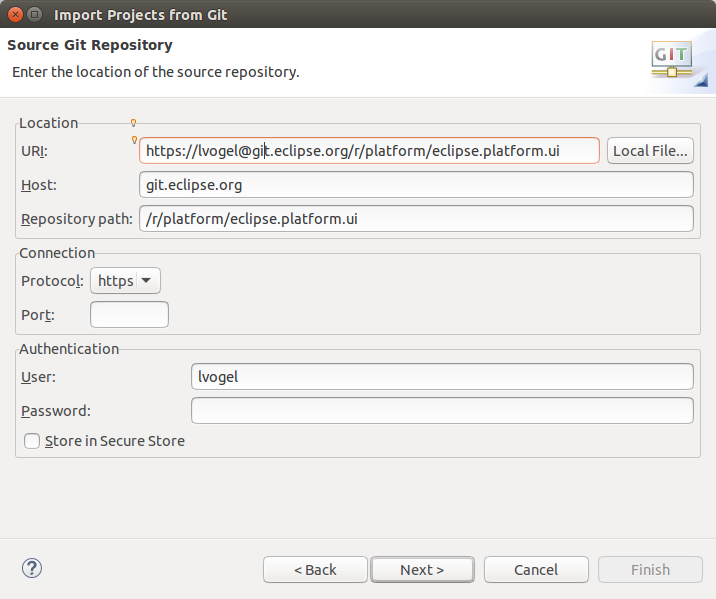 Import Projects from Git
Source Git Repository
Enter the location of the source repository.
GIT
Location
URI: https://lvogel@git.eclipse.org/r/platform/eclipse.platform.ui Local File...
Host: git.eclipse.org
Repository path: /r/platform/eclipse.platform.ui
Connection
Protocol: https
Port:
Authentication
User: lvogel
Password:
Store in Secure Store
? < Back Next > Cancel Finish